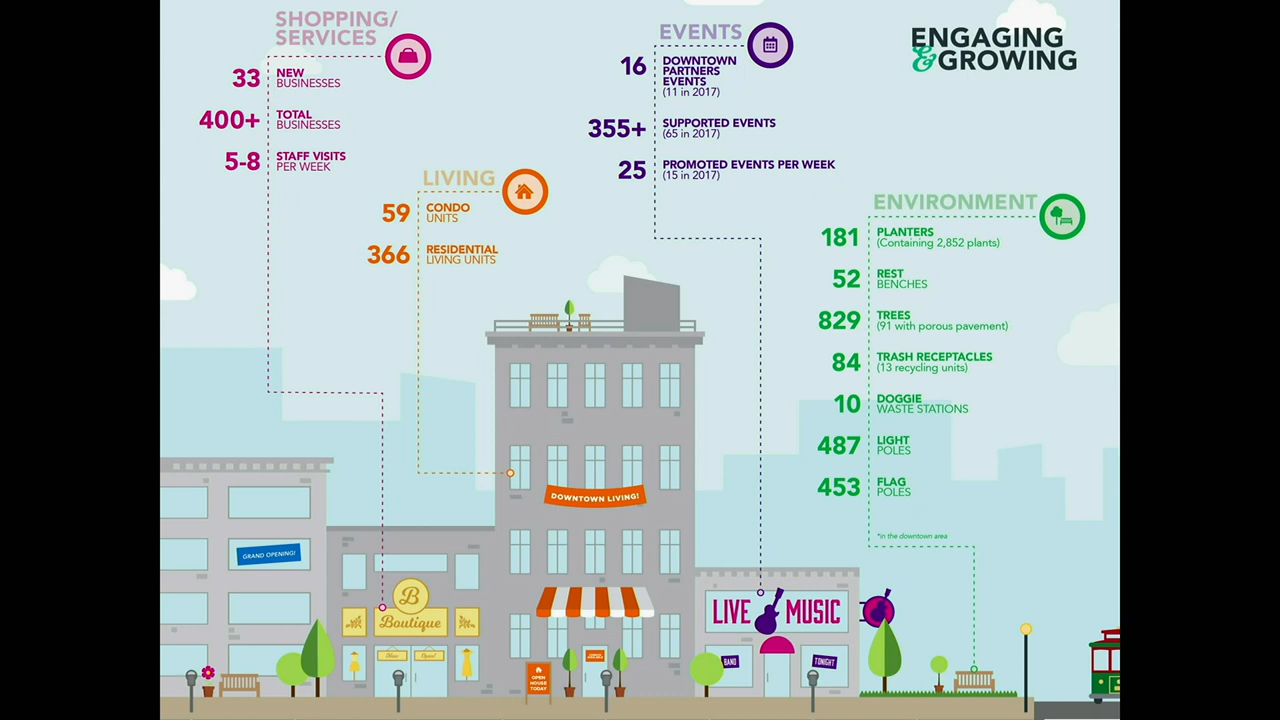 SHOPPING/
SERVICES
33 NEW
BUSINESSES
400+ TOTAL
BUSINESSES
5-8 STAFF VISITS
PER WEEK
LIVING
59 CONDO
UNITS
366 RESIDENTIAL
LIVING UNITS
EVENTS
16 DOWNTOWN
PARTNERS
EVENTS
(11 in 2017)
355+ SUPPORTED EVENTS
(65 in 2017)
25 PROMOTED EVENTS PER WEEK
(15 in 2017)
ENGAGING
& GROWING
ENVIRONMENT
181 PLANTERS
(Containing 2,852 plants)
52 REST
BENCHES
829 TREES
(91 with porous pavement)
84 TRASH RECEPTACLES
(13 recycling units)
10 DOGGIE
WASTE STATIONS
487 LIGHT
POLES
453 FLAG
POLES
*in the downtown area
GRAND OPENING!
B
Boutique
Now
Open!
DOWNTOWN LIVING!
OPEN
HOUSE
TODAY
LIVE MUSIC
BAND
TONIGHT